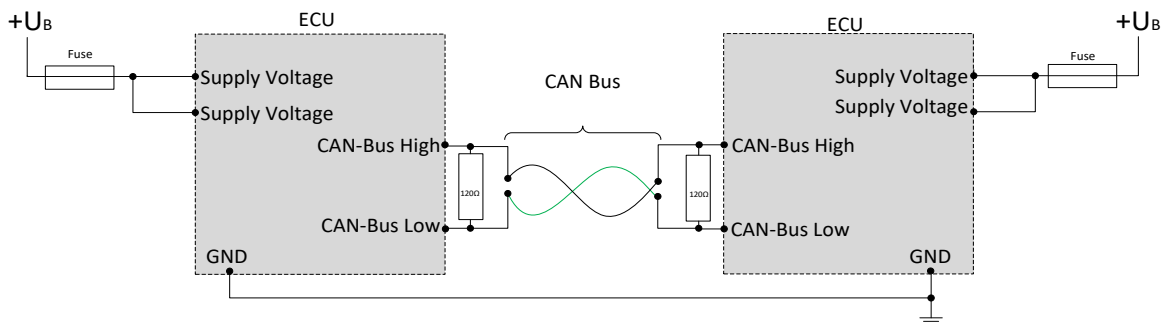 +UB
Fuse
ECU
Supply Voltage
Supply Voltage
CAN-Bus High
120Ω
CAN-Bus Low
GND
CAN Bus
ECU
+UB
Fuse
Supply Voltage
Supply Voltage
120Ω
CAN-Bus High
CAN-Bus Low
GND